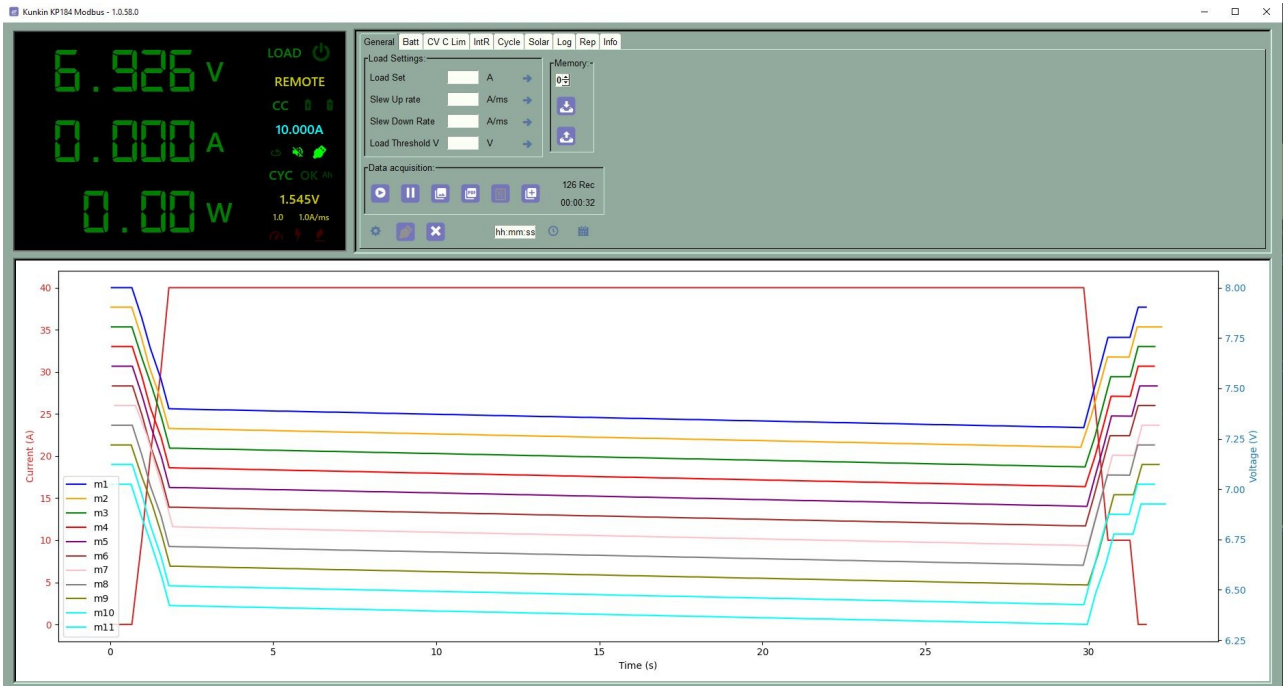 Kunkin KP184 Modbus - 1.0.58.0
6.926 V
0.000 A
0.00 W
LOAD
REMOTE
CC
10.000A
CYC OK Ah
1.545V
1.0 1.0A/ms
General Batt CV C Lim IntR Cycle Solar Log Rep Info
Load Settings:
Load Set A
Slew Up rate A/ms
Slew Down Rate A/ms
Load Threshold V V
Memory:
0
Data acquisition:
PDF
126 Rec
00:00:32
hh:mm:ss
40
35
30
25
20
15
10
5
0
Current (A)
m1
m2
m3
m4
m5
m6
m7
m8
m9
m10
m11
8.00
7.75
7.50
7.25
7.00
6.75
6.50
6.25
Voltage (V)
0 5 10 15 20 25 30
Time (s)